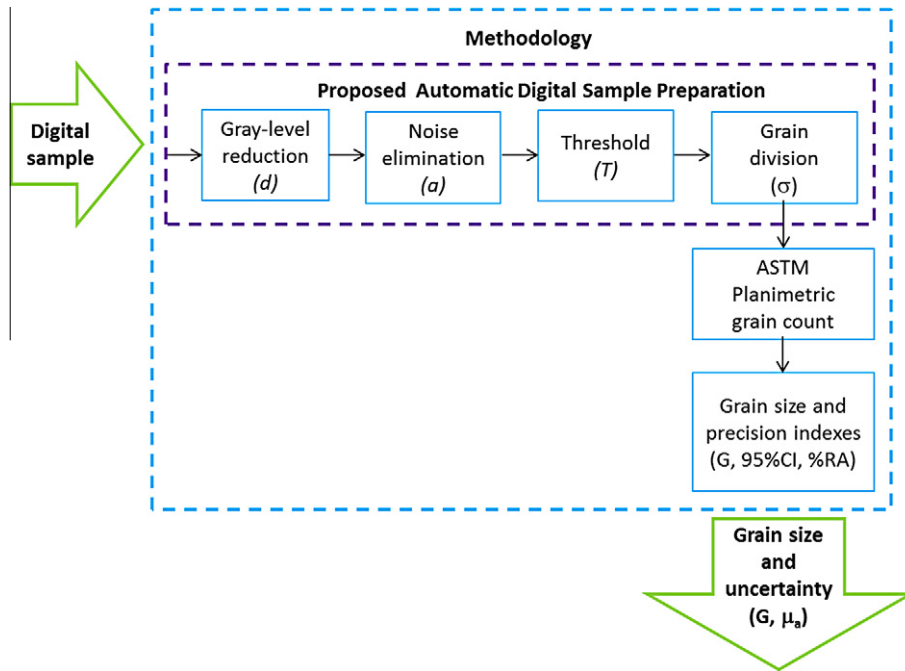 Methodology
Proposed Automatic Digital Sample Preparation
Digital
sample
Gray-level
reduction
(d)
Noise
elimination
(a)
Threshold
(T)
Grain
division
(σ)
ASTM
Planimetric
grain count
Grain size and
precision indexes
(G, 95%CI, %RA)
Grain size
and
uncertainty
(G, μa)